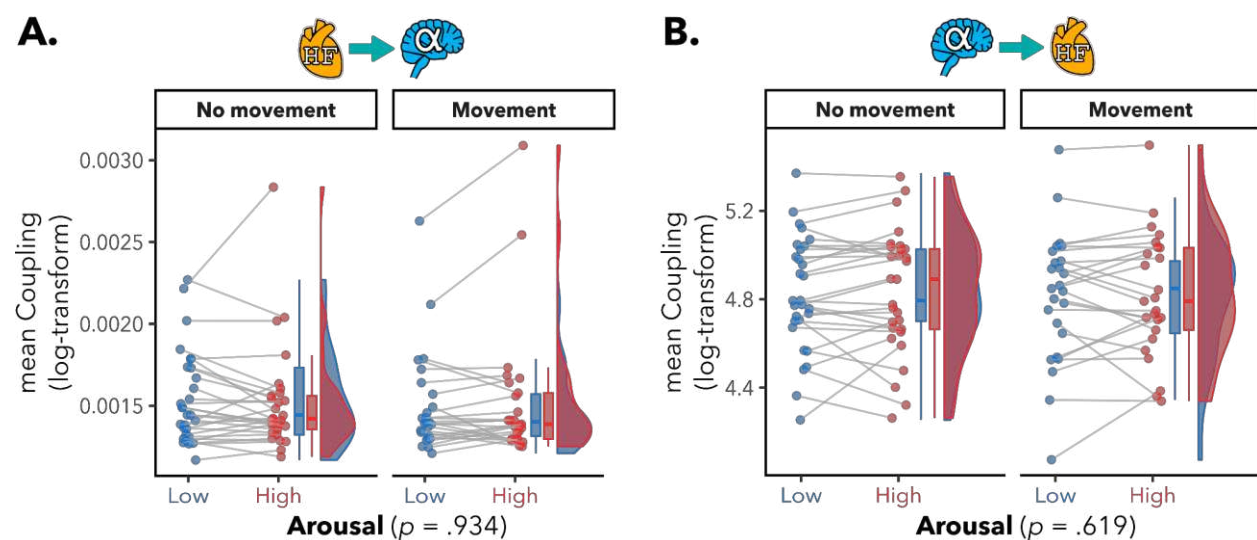 A.
HF α
No movement Movement
mean Coupling
(log-transform)
0.0030
0.0025
0.0020
0.0015
Low High Low High
Arousal (p = .934)
B.
α HF
No movement Movement
mean Coupling
(log-transform)
5.2
4.8
4.4
Low High Low High
Arousal (p = .619)